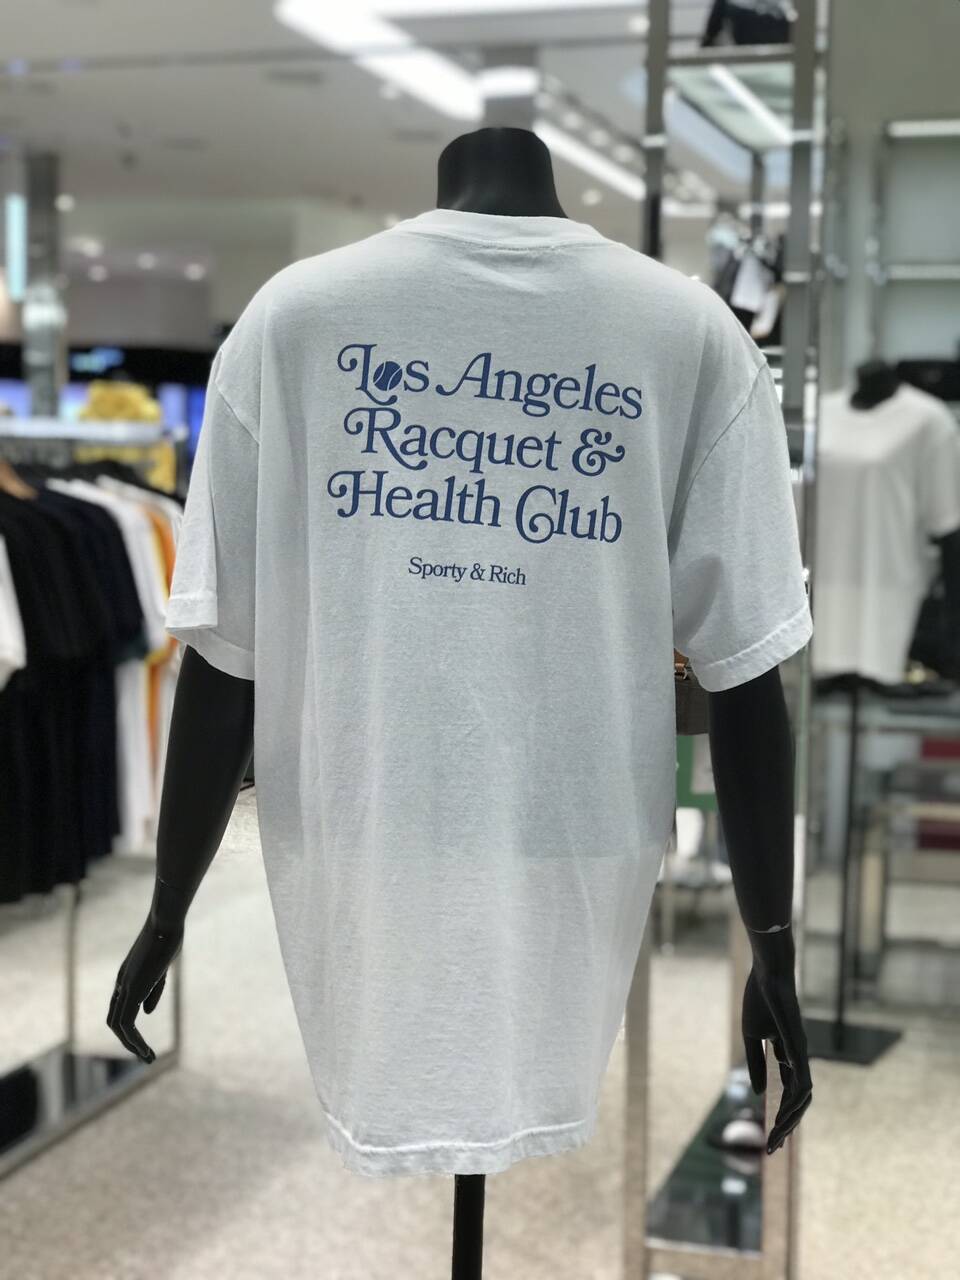 Los Angeles
Racquet &
Health Club
Sporty & Rich